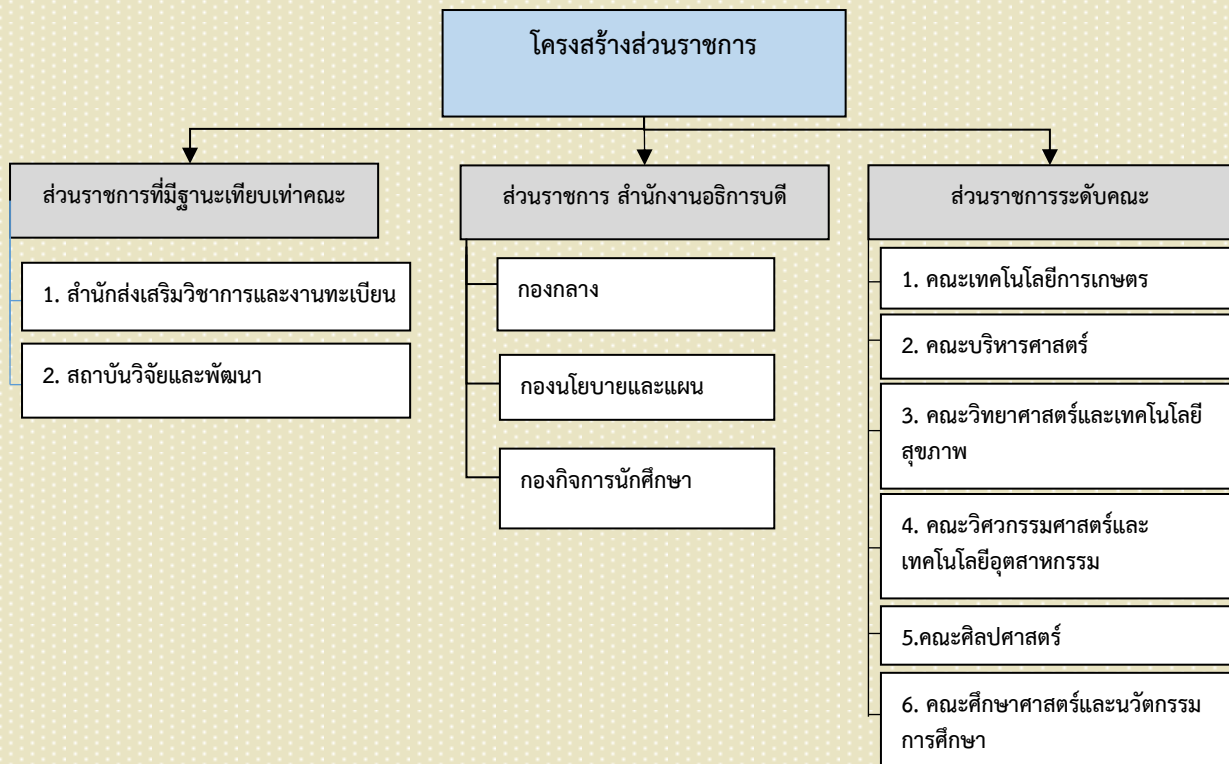 โครงสร้างส่วนราชการ
ส่วนราชการที่มีฐานะเทียบเท่าคณะ
1. สำนักส่งเสริมวิชาการและงานทะเบียน
2. สถาบันวิจัยและพัฒนา
ส่วนราชการ สำนักงานอธิการบดี
กองกลาง
กองนโยบายและแผน
กองกิจการนักศึกษา
ส่วนราชการระดับคณะ
1. คณะเทคโนโลยีการเกษตร
2. คณะบริหารศาสตร์
3. คณะวิทยาศาสตร์และเทคโนโลยี
สุขภาพ
4. คณะวิศวกรรมศาสตร์และ
เทคโนโลยีอุตสาหกรรม
5.คณะศิลปศาสตร์
6. คณะศึกษาศาสตร์และนวัตกรรม
การศึกษา